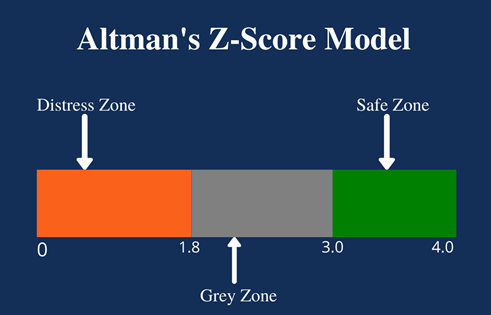 Altman's Z-Score Model
Distress Zone
Safe Zone
0
1.8
3.0
4.0
Grey Zone